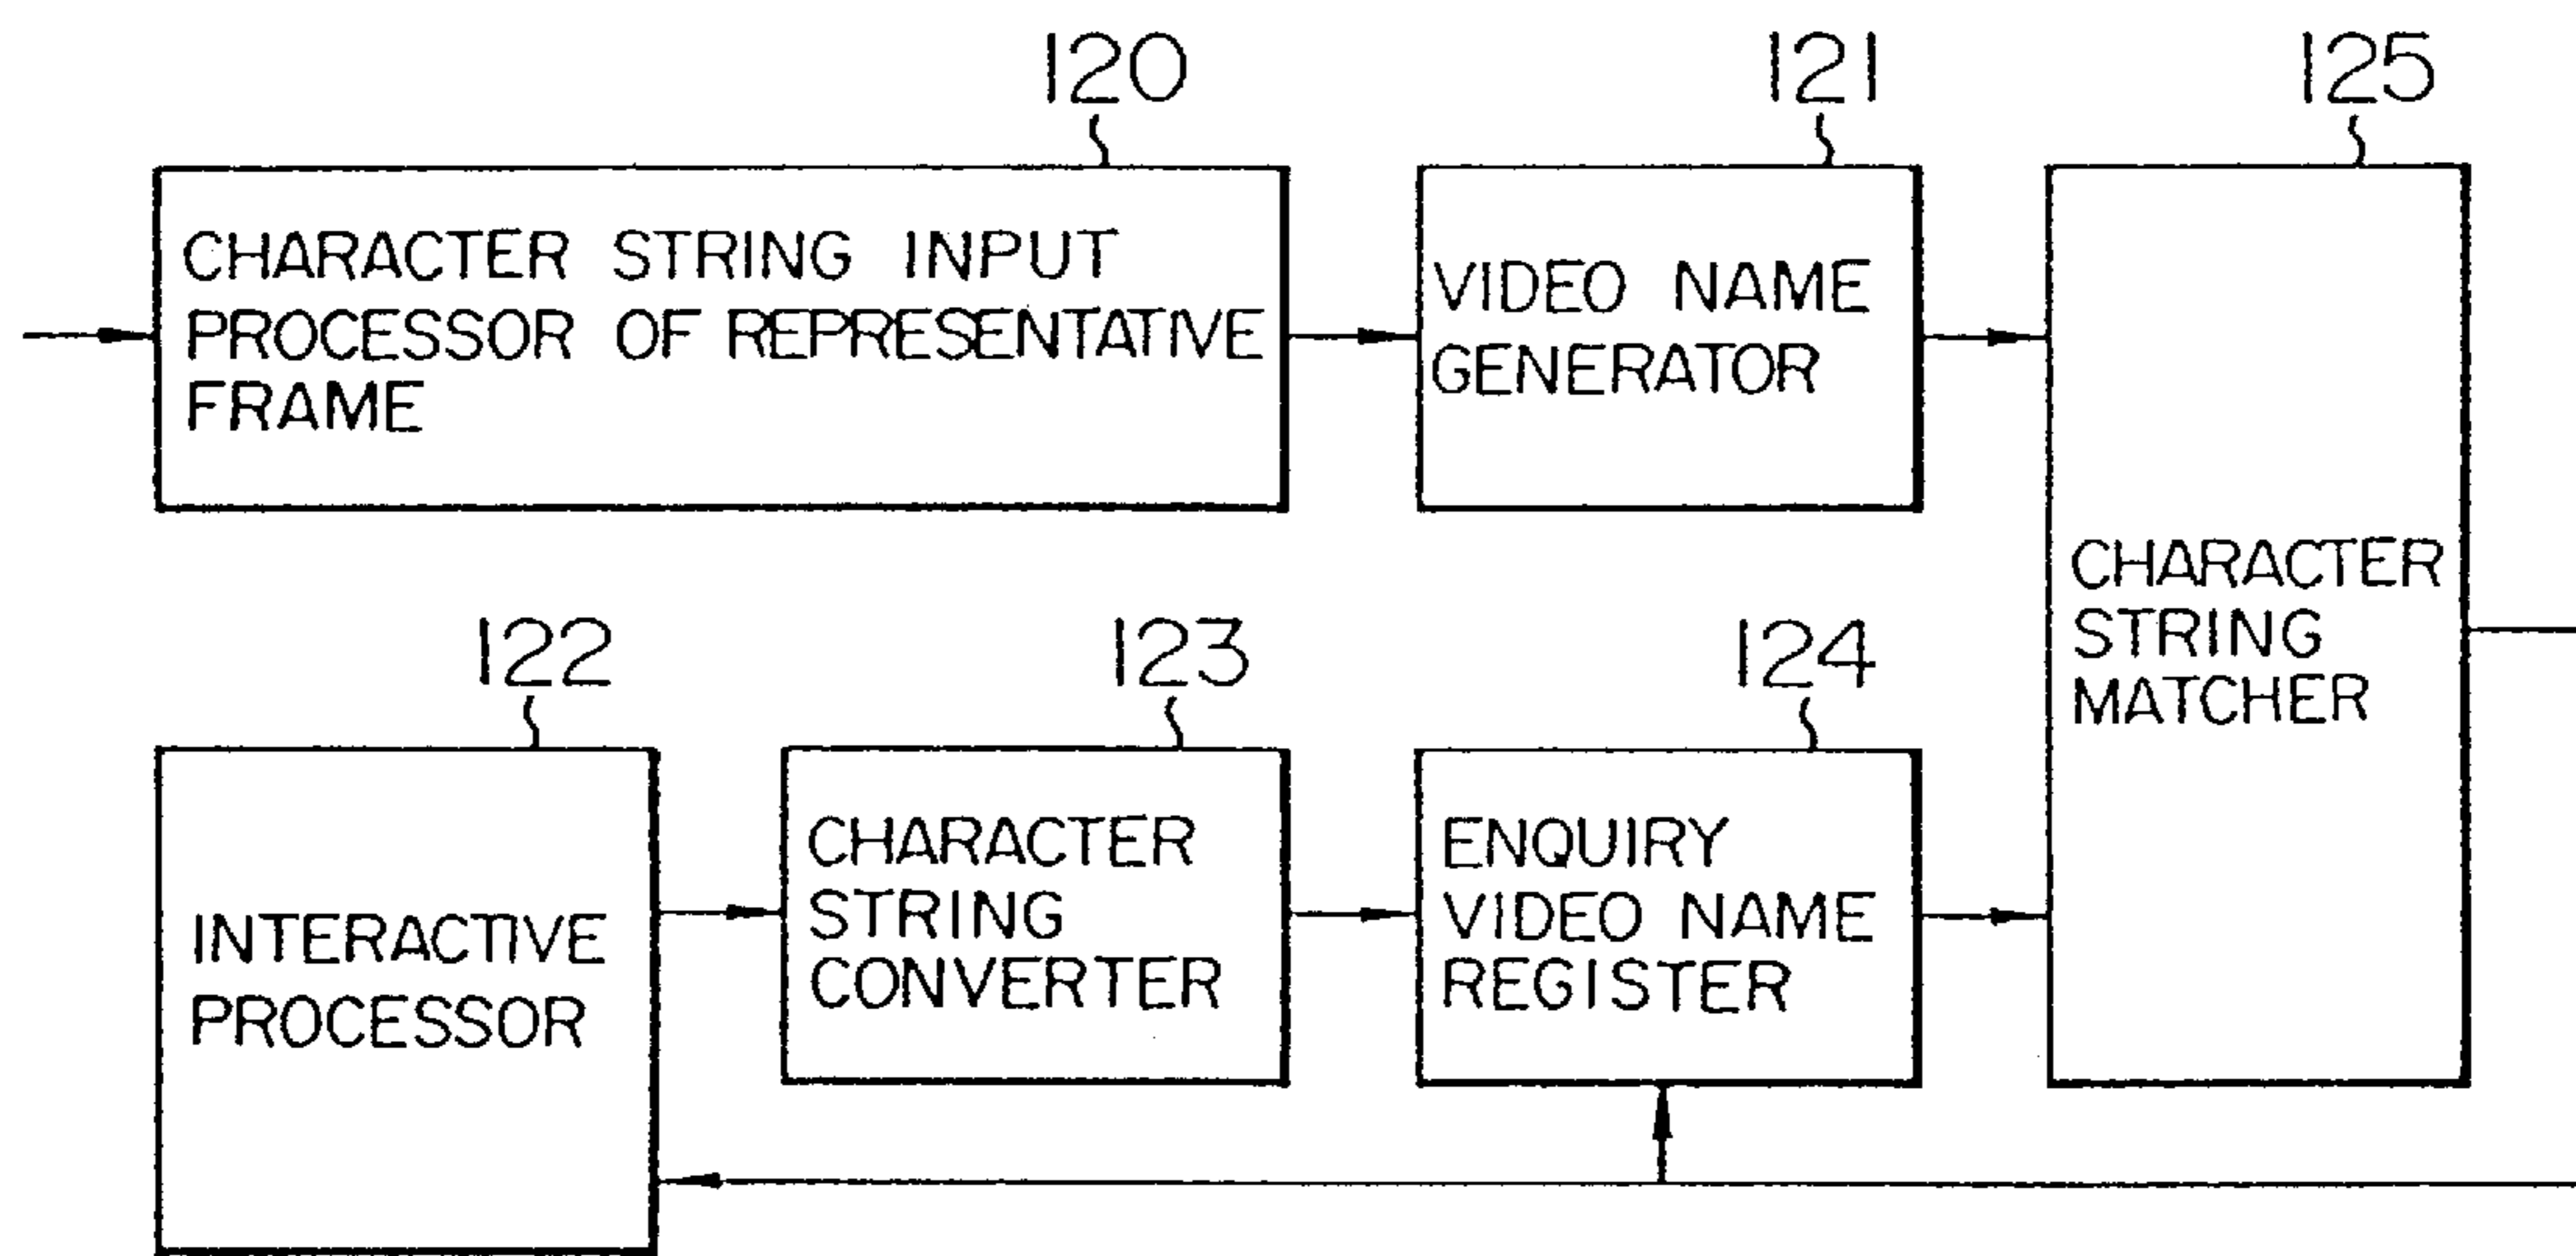 120
CHARACTER STRING INPUT
PROCESSOR OF REPRESENTATIVE
FRAME
121
VIDEO NAME
GENERATOR
125
CHARACTER
STRING
MATCHER
122
INTERACTIVE
PROCESSOR
123
CHARACTER
STRING
CONVERTER
124
ENQUIRY
VIDEO NAME
REGISTER